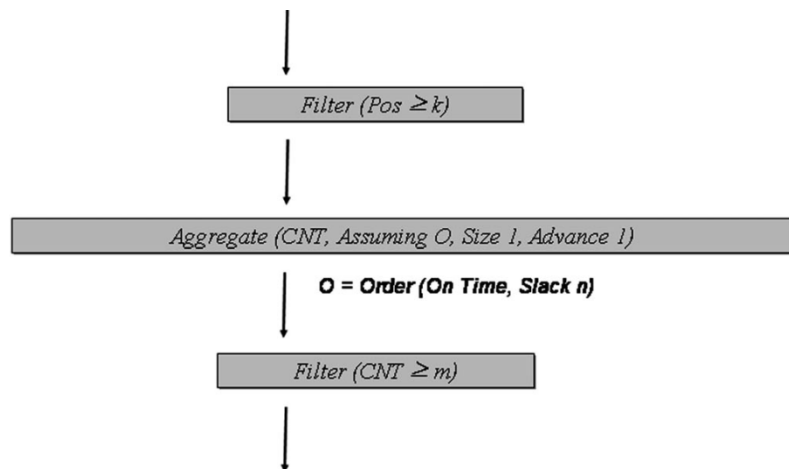 Filter (Pos ≥ k)
Aggregate (CNT, Assuming O, Size 1, Advance 1)
O = Order (On Time, Slack n)
Filter (CNT ≥ m)